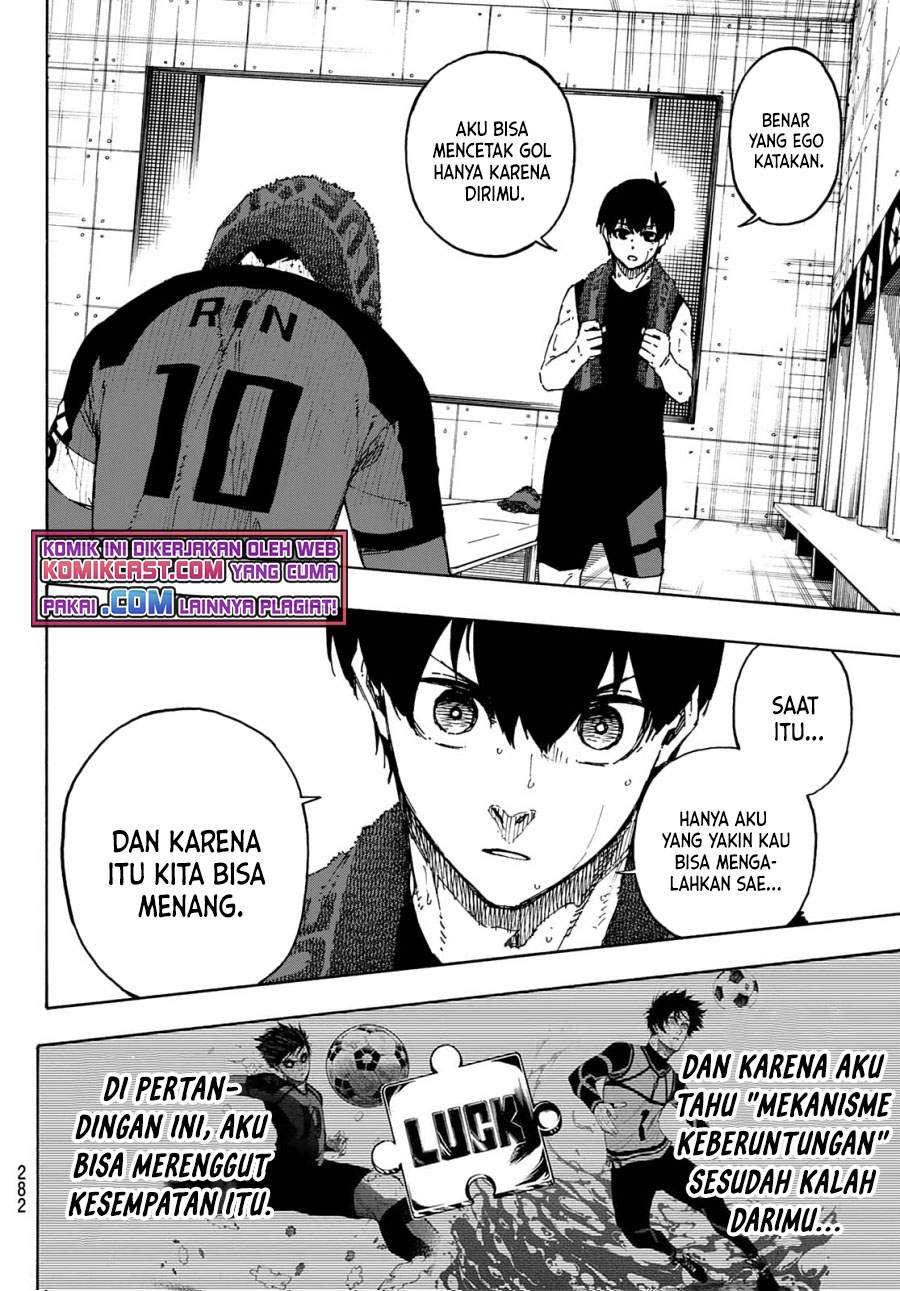 BENAR
YANG EGO
KATAKAN.
AKU BISA
MENCETAK GOL
HANYA KARENA
DIRIMU.
RIN
10
KOMIK INI DIKERJAKAN OLEH WEB
KOMIKCAST.COM YANG CUMA
PAKAI .COM LAINNYA PLAGIAT!
SAAT
ITU...
HANYA AKU
YANG YAKIN KAU
BISA MENGA-
LAHKAN SAE...
DAN KARENA
ITU KITA BISA
MENANG.
DAN KARENA AKU
TAHU "MEKANISME
KEBERUNTUNGAN"
SESUDAH KALAH
DARIMU...
LUCK
1
DI PERTAN-
DINGAN INI, AKU
BISA MERENGGUT
KESEMPATAN ITU.
282